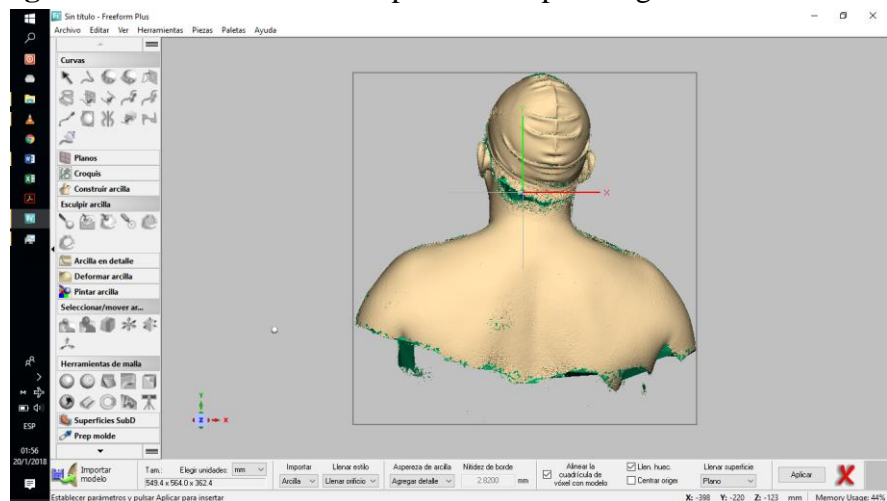 Sin título - Freeform Plus
Archivo Editar Ver Herramientas Piezas Paletas Ayuda
Curvas
Planos
Croquis
Construir arcilla
Esculpir arcilla
Arcilla en detalle
Deformar arcilla
Pintar arcilla
Seleccionar/mover ar...
Herramientas de malla
Superficies SubD
Prep molde
X
Y
Z X
ESP
01:56
20/1/2018
Importar modelo
Tam.: Elegir unidades: mm
549.4 x 564.0 x 362.4
Importar
Arcilla
Llenar estilo
Llenar orificio
Aspereza de arcilla
Agregar detalle
Nitidez de borde
2.8200 mm
Alinear la cuadrícula de vóxel con modelo
Llen. huec.
Centrar origen
Llenar superficie
Plano
Aplicar
Establecer parámetros y pulsar Aplicar para insertar
X: -398 Y: -220 Z: -123 mm Memory Usage: 44%